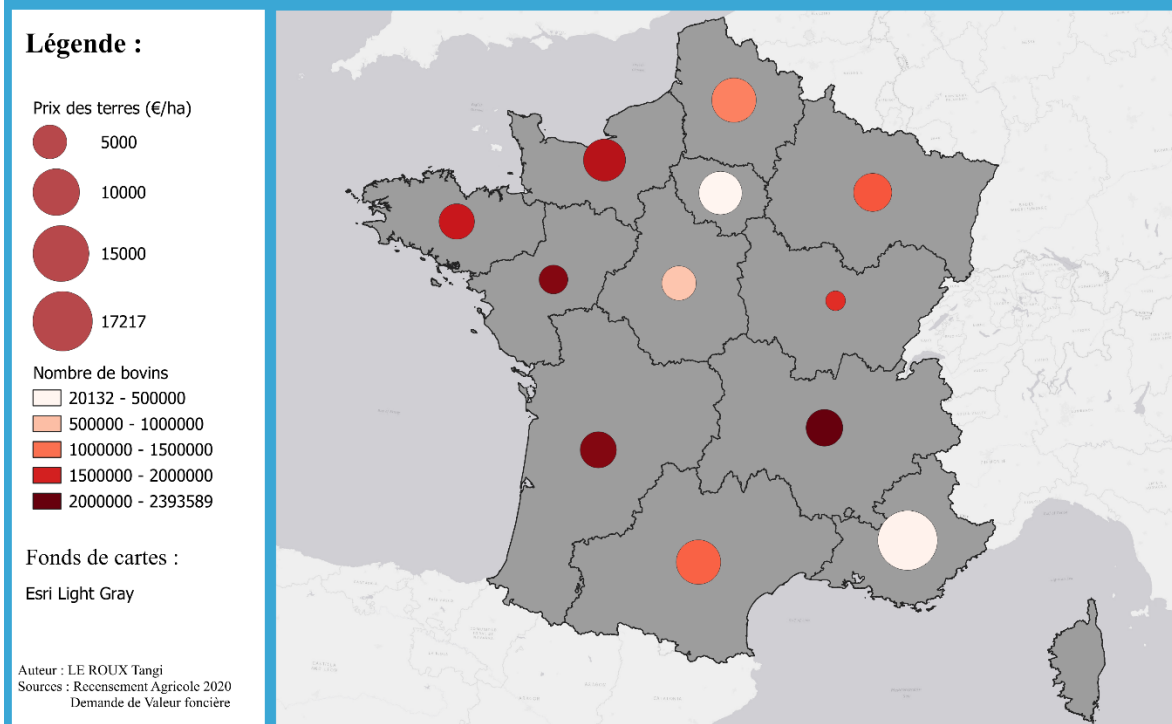 Légende :
Prix des terres (€/ha)
5000
10000
15000
17217
Nombre de bovins
20132 - 500000
500000 - 1000000
1000000 - 1500000
1500000 - 2000000
2000000 - 2393589
Fonds de cartes :
Esri Light Gray
Auteur : LE ROUX Tangi
Sources : Recensement Agricole 2020
Demande de Valeur foncière